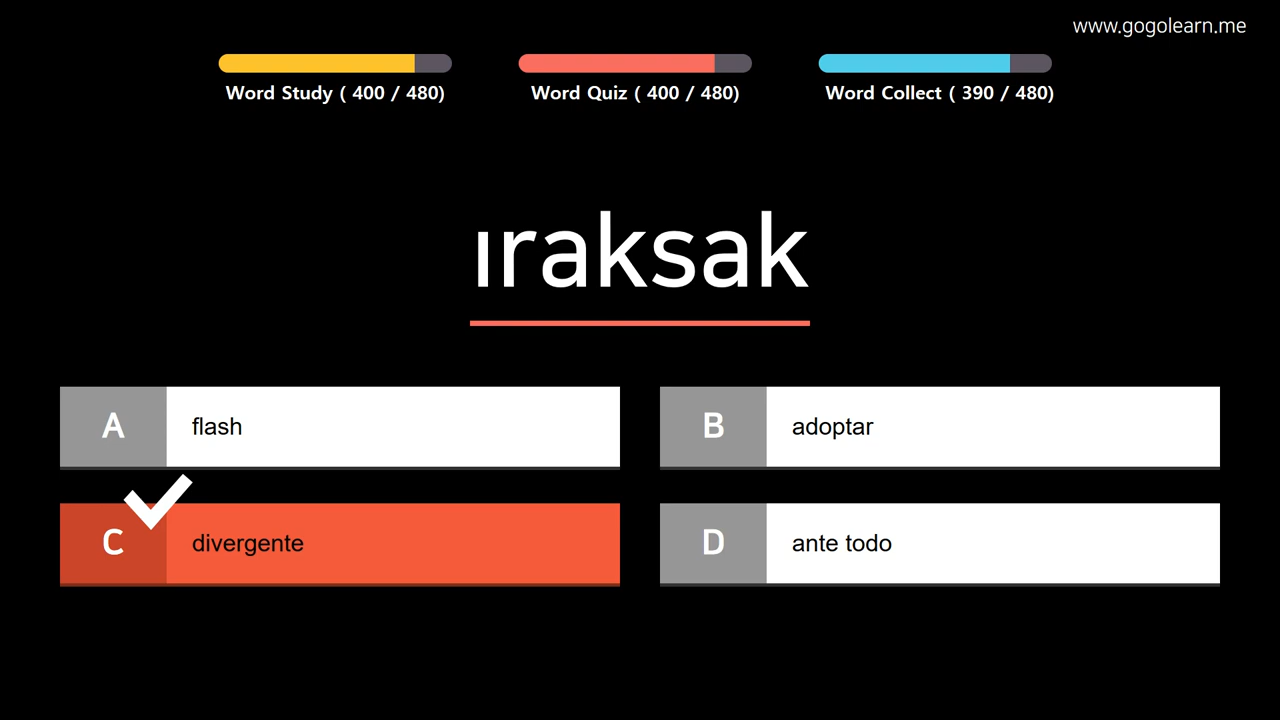 www.gogolearn.me
Word Study ( 400 / 480)
Word Quiz ( 400 / 480)
Word Collect ( 390 / 480)
ıraksak
A
flash
B
adoptar
C
divergente
D
ante todo